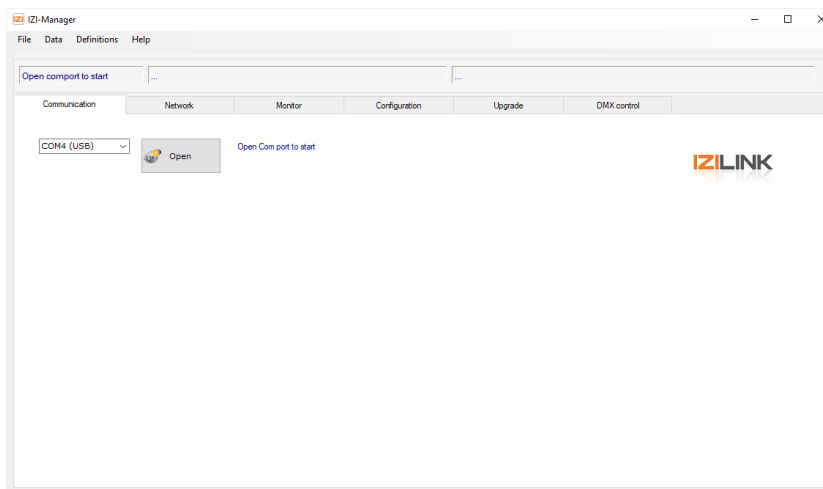 IZI IZI-Manager
File Data Definitions Help
Open comport to start ... ...
Communication Network Monitor Configuration Upgrade DMX control
COM4 (USB) Open Open Com port to start
IZILINK